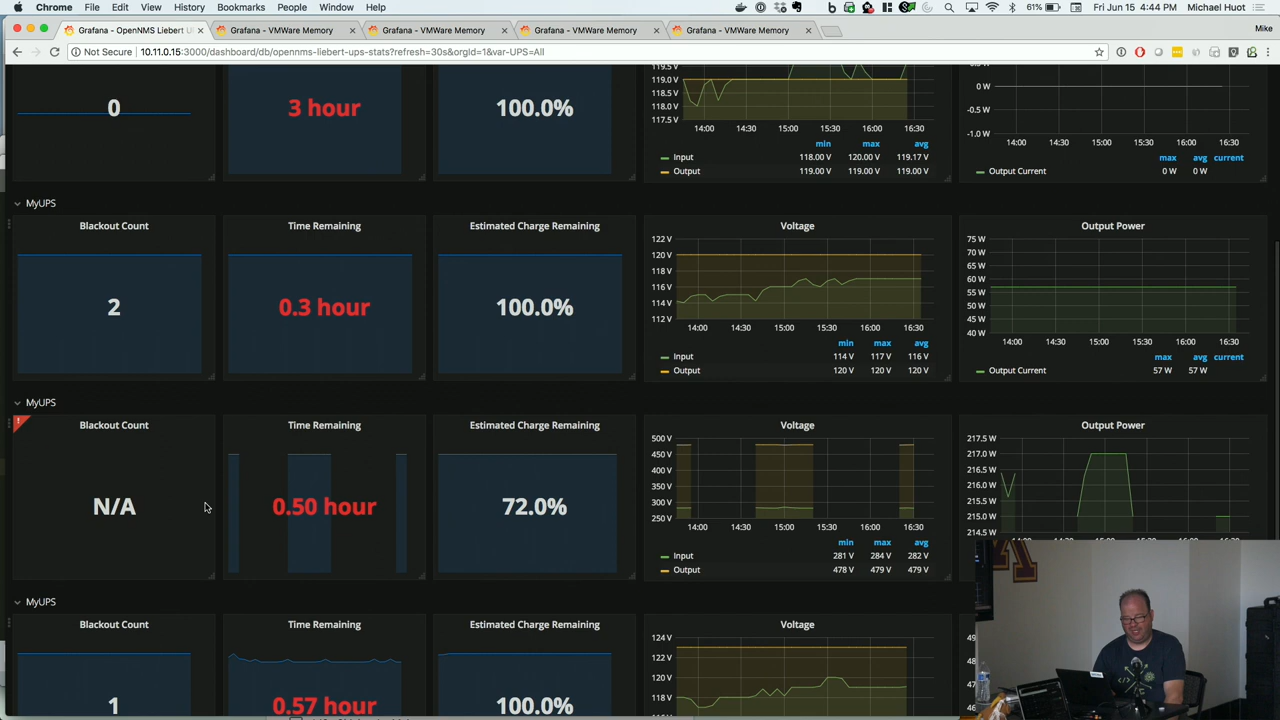 Chrome File Edit View History Bookmarks People Window Help 61% Fri Jun 15 4:44 PM Michael Huot
Grafana - OpenNMS Liebert U Grafana - VMWare Memory Grafana - VMWare Memory Grafana - VMWare Memory Grafana - VMWare Memory Mike
Not Secure 10.11.0.15:3000/dashboard/db/opennms-liebert-ups-stats?refresh=30s&orgId=1&var-UPS=All
0
3 hour
100.0%
119.5 V
119.0 V
118.5 V
118.0 V
117.5 V
14:00 14:30 15:00 15:30 16:00 16:30
min max avg
Input 118.00 V 120.00 V 119.17 V
Output 119.00 V 119.00 V 119.00 V
0 W
-0.5 W
-1.0 W
14:00 14:30 15:00 15:30 16:00 16:30
max avg current
Output Current 0 W 0 W
MyUPS
Blackout Count
2
Time Remaining
0.3 hour
Estimated Charge Remaining
100.0%
Voltage
122 V
120 V
118 V
116 V
114 V
112 V
14:00 14:30 15:00 15:30 16:00 16:30
min max avg
Input 114 V 117 V 116 V
Output 120 V 120 V 120 V
Output Power
75 W
70 W
65 W
60 W
55 W
50 W
45 W
40 W
14:00 14:30 15:00 15:30 16:00 16:30
max avg current
Output Current 57 W 57 W
MyUPS
!
Blackout Count
N/A
Time Remaining
0.50 hour
Estimated Charge Remaining
72.0%
Voltage
500 V
450 V
400 V
350 V
300 V
250 V
14:00 14:30 15:00 15:30 16:00 16:30
min max avg
Input 281 V 284 V 282 V
Output 478 V 479 V 479 V
Output Power
217.5 W
217.0 W
216.5 W
216.0 W
215.5 W
215.0 W
214.5 W
MyUPS
Blackout Count
1
Time Remaining
0.57 hour
Estimated Charge Remaining
100.0%
Voltage
124 V
122 V
120 V
118 V
M